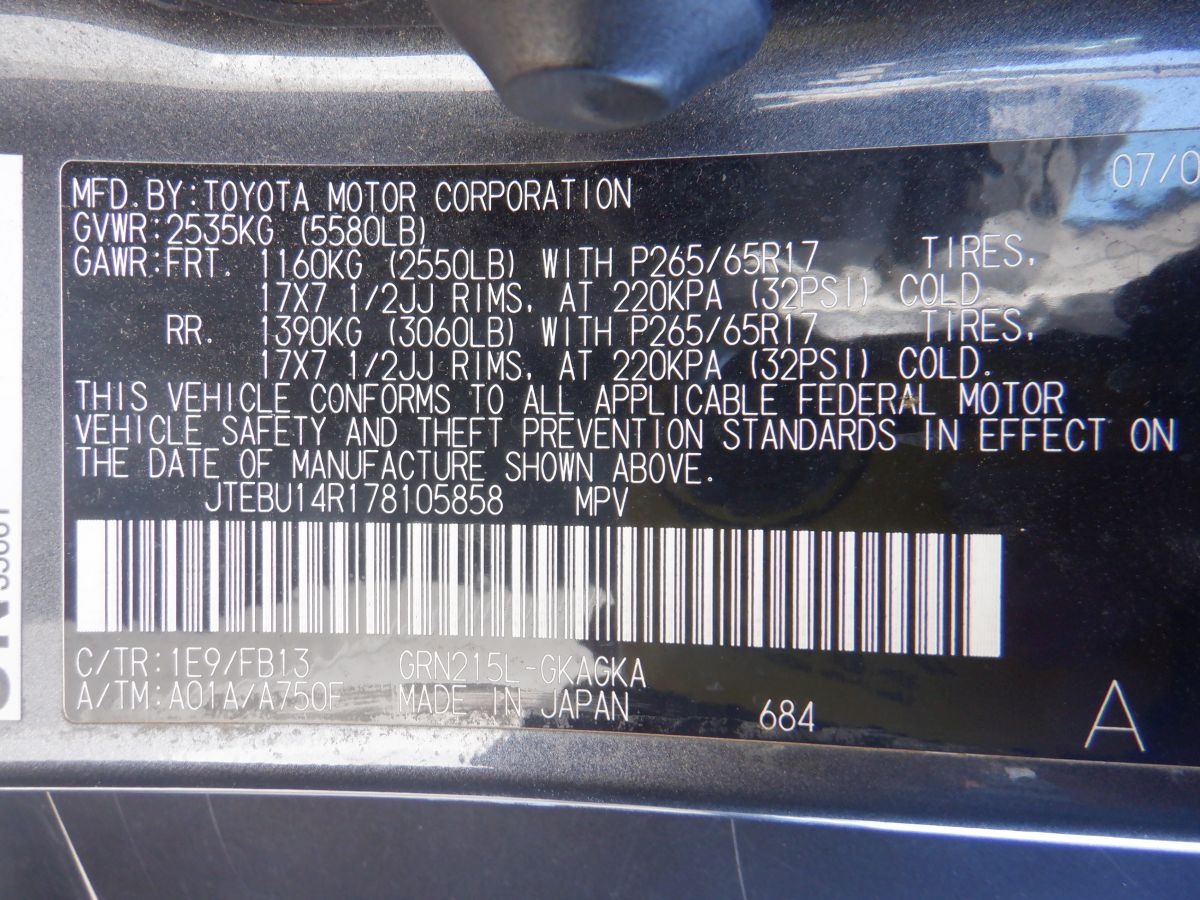 07/0
MFD. BY:TOYOTA MOTOR CORPORATION
GVWR:2535KG (5580LB)
GAWR:FRT. 1160KG (2550LB) WITH P265/65R17 TIRES,
17X7 1/2JJ RIMS, AT 220KPA (32PSI) COLD.
RR. 1390KG (3060LB) WITH P265/65R17 TIRES,
17X7 1/2JJ RIMS, AT 220KPA (32PSI) COLD.
THIS VEHICLE CONFORMS TO ALL APPLICABLE FEDERAL MOTOR
VEHICLE SAFETY AND THEFT PREVENTION STANDARDS IN EFFECT ON
THE DATE OF MANUFACTURE SHOWN ABOVE.
JTEBU14R178105858 MPV
C/TR:1E9/FB13 GRN215L-GKAGKA
A/TM:A01A/A750F MADE IN JAPAN
684
A